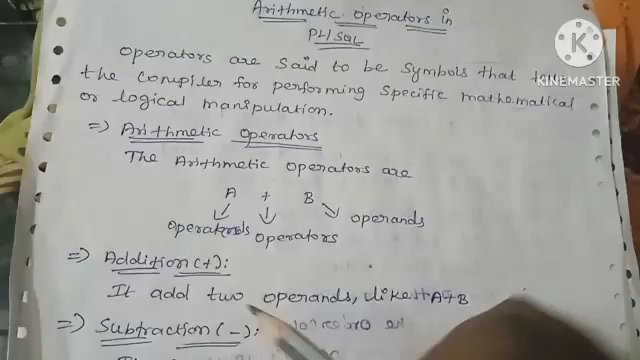 Arithmetic operators in
PL/SQL
KINEMASTER
Operators are said to be symbols that
the compiler for performing specific mathematical
or logical manipulation.
=> Arithmetic operators
The Arithmetic operators are
A + B
operands operators operands
=> Addition (+):
It add two operands, like A+B
=> Subtraction (-):